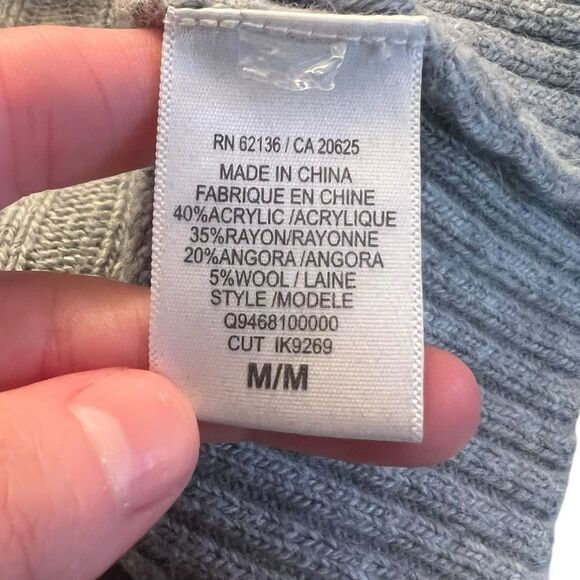 RN 62136 / CA 20625
MADE IN CHINA
FABRIQUE EN CHINE
40%ACRYLIC /ACRYLIQUE
35%RAYON/RAYONNE
20%ANGORA /ANGORA
5%WOOL / LAINE
STYLE /MODELE
Q9468100000
CUT IK9269
M/M